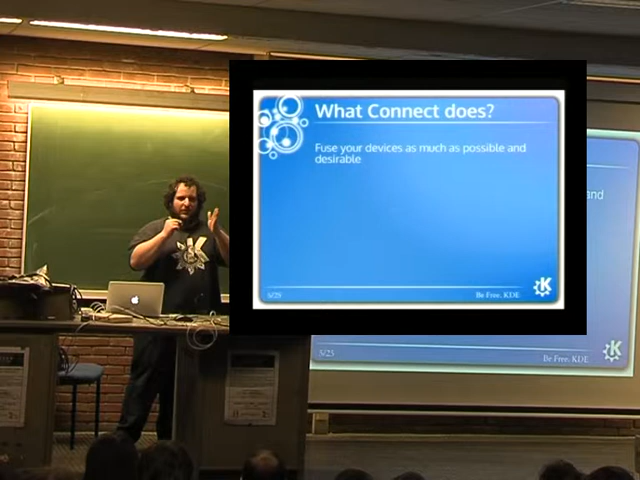 What Connect does?
Fuse your devices as much as possible and
desirable
5/25
Be Free. KDE
and
5/25
Be Free. KDE